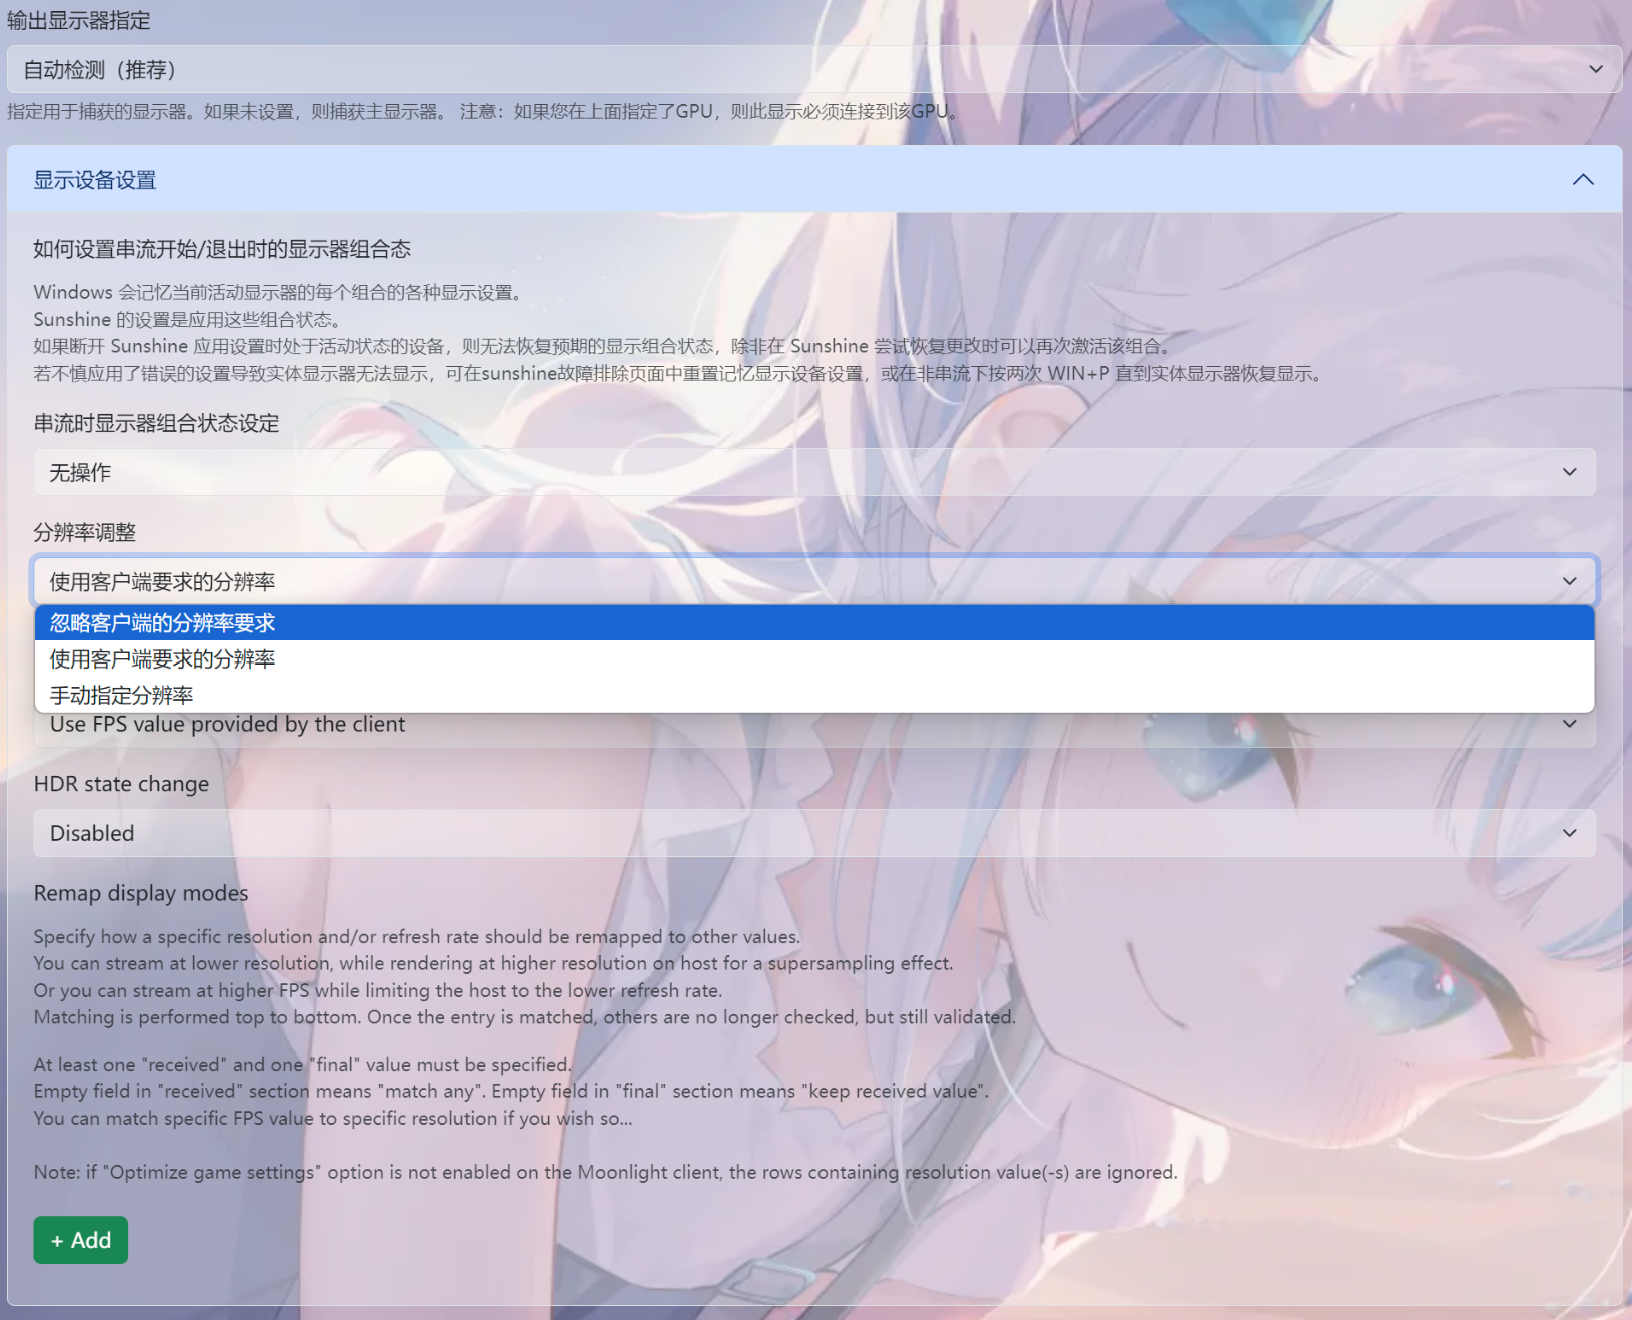 输出显示器指定
自动检测（推荐）
指定用于捕获的显示器。如果未设置，则捕获主显示器。 注意：如果您在上面指定了GPU，则此显示必须连接到该GPU。
显示设备设置
如何设置串流开始/退出时的显示器组合态
Windows 会记忆当前活动显示器的每个组合的各种显示设置。
Sunshine 的设置是应用这些组合状态。
如果断开 Sunshine 应用设置时处于活动状态的设备，则无法恢复预期的显示组合状态，除非在 Sunshine 尝试恢复更改时可以再次激活该组合。
若不慎应用了错误的设置导致实体显示器无法显示，可在sunshine故障排除页面中重置记忆显示设备设置，或在非串流下按两次 WIN+P 直到实体显示器恢复显示。
串流时显示器组合状态设定
无操作
分辨率调整
使用客户端要求的分辨率
忽略客户端的分辨率要求
使用客户端要求的分辨率
手动指定分辨率
Use FPS value provided by the client
HDR state change
Disabled
Remap display modes
Specify how a specific resolution and/or refresh rate should be remapped to other values.
You can stream at lower resolution, while rendering at higher resolution on host for a supersampling effect.
Or you can stream at higher FPS while limiting the host to the lower refresh rate.
Matching is performed top to bottom. Once the entry is matched, others are no longer checked, but still validated.
At least one "received" and one "final" value must be specified.
Empty field in "received" section means "match any". Empty field in "final" section means "keep received value".
You can match specific FPS value to specific resolution if you wish so...
Note: if "Optimize game settings" option is not enabled on the Moonlight client, the rows containing resolution value(-s) are ignored.
+ Add